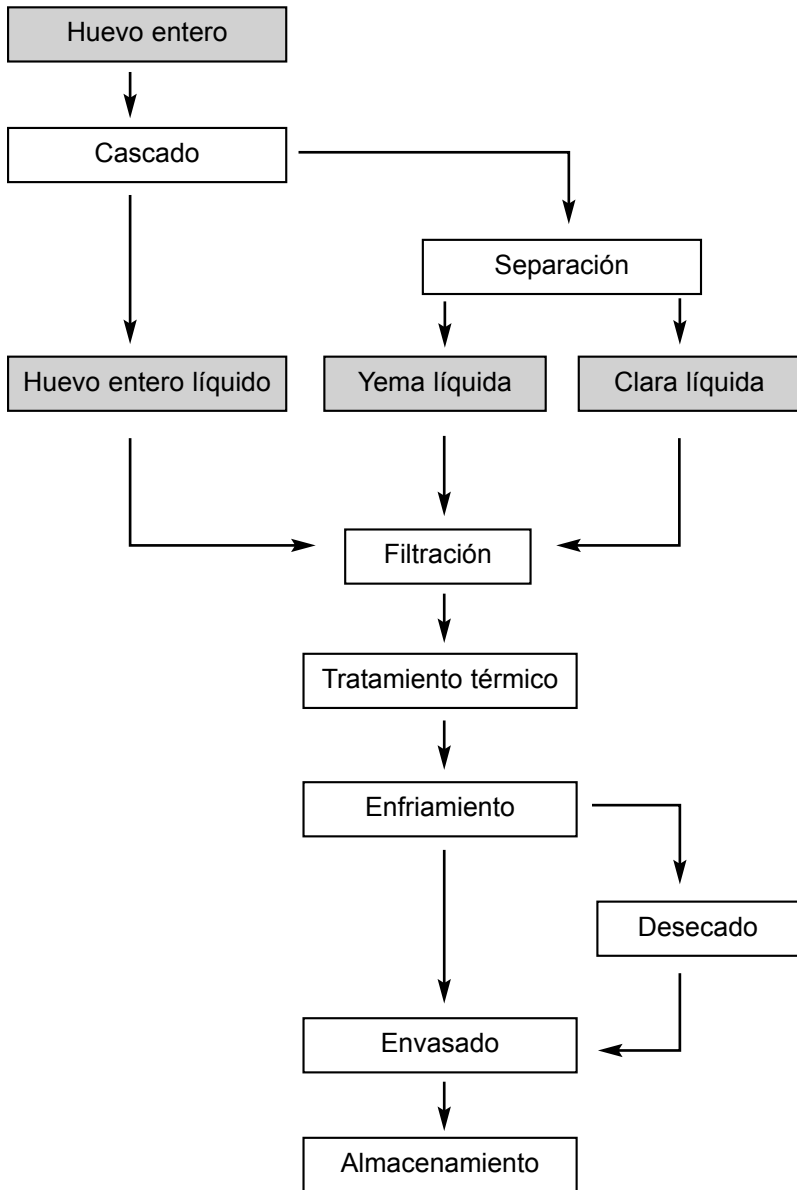 Huevo entero
Cascado
Separación
Huevo entero líquido
Yema líquida
Clara líquida
Filtración
Tratamiento térmico
Enfriamiento
Desecado
Envasado
Almacenamiento